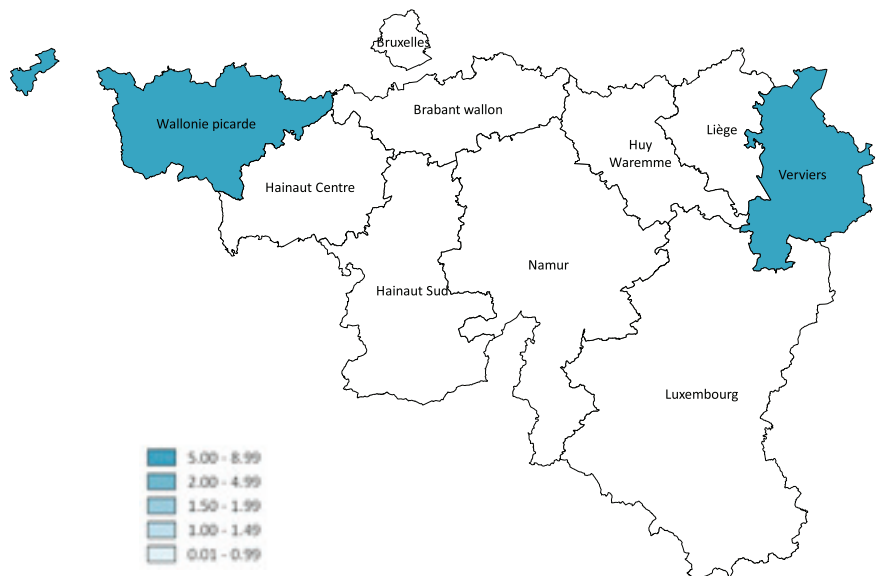 Bruxelles
Brabant wallon
Wallonie picarde
Liège
Huy
Waremme
Verviers
Hainaut Centre
Namur
Hainaut Sud
Luxembourg
5.00 - 8.99
2.00 - 4.99
1.50 - 1.99
1.00 - 1.49
0.01 - 0.99